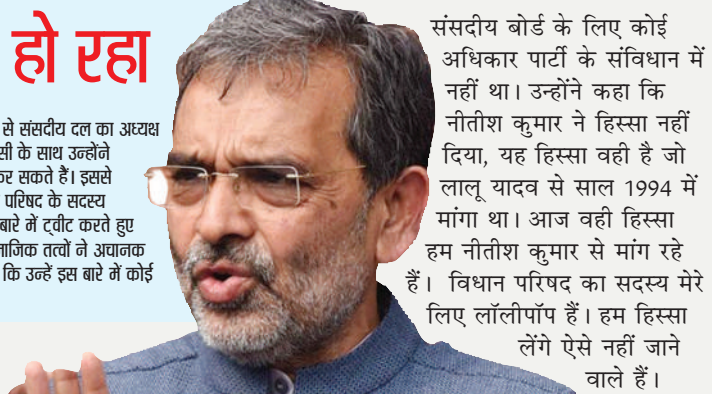 हो रहा
से संसदीय दल का अध्यक्ष
सी के साथ उन्होंने
कर सकते हैं। इससे
परिषद के सदस्य
बारे में ट्वीट करते हुए
माजिक तत्वों ने अचानक
कि उन्हें इस बारे में कोई
संसदीय बोर्ड के लिए कोई
अधिकार पार्टी के संविधान में
नहीं था। उन्होंने कहा कि
नीतीश कुमार ने हिस्सा नहीं
दिया, यह हिस्सा वही है जो
लालू यादव से साल 1994 में
मांगा था। आज वही हिस्सा
हम नीतीश कुमार से मांग रहे
हैं। विधान परिषद का सदस्य मेरे
लिए लॉलीपॉप हैं। हम हिस्सा
लेंगे ऐसे नहीं जाने
वाले हैं।